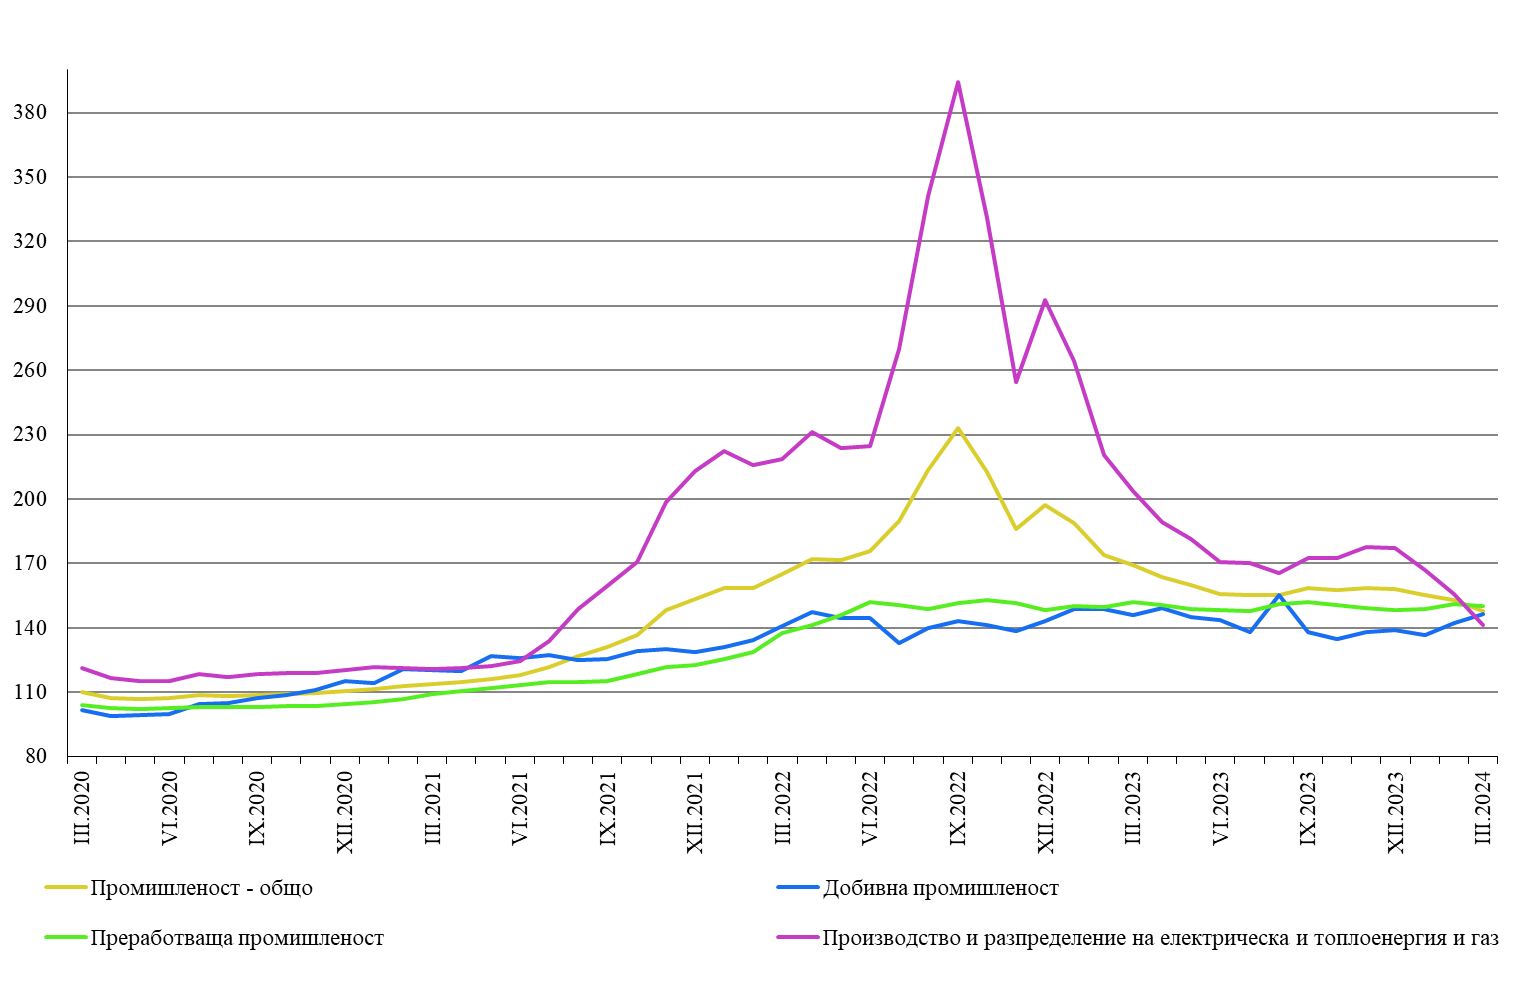 380
350
320
290
260
230
200
170
140
110
80
III.2020
VI.2020
IX.2020
XII.2020
III.2021
VI.2021
IX.2021
XII.2021
III.2022
VI.2022
IX.2022
XII.2022
III.2023
VI.2023
IX.2023
XII.2023
III.2024
Промишленост - общо
Добивна промишленост
Преработваща промишленост
Производство и разпределение на електрическа и топлоенергия и газ